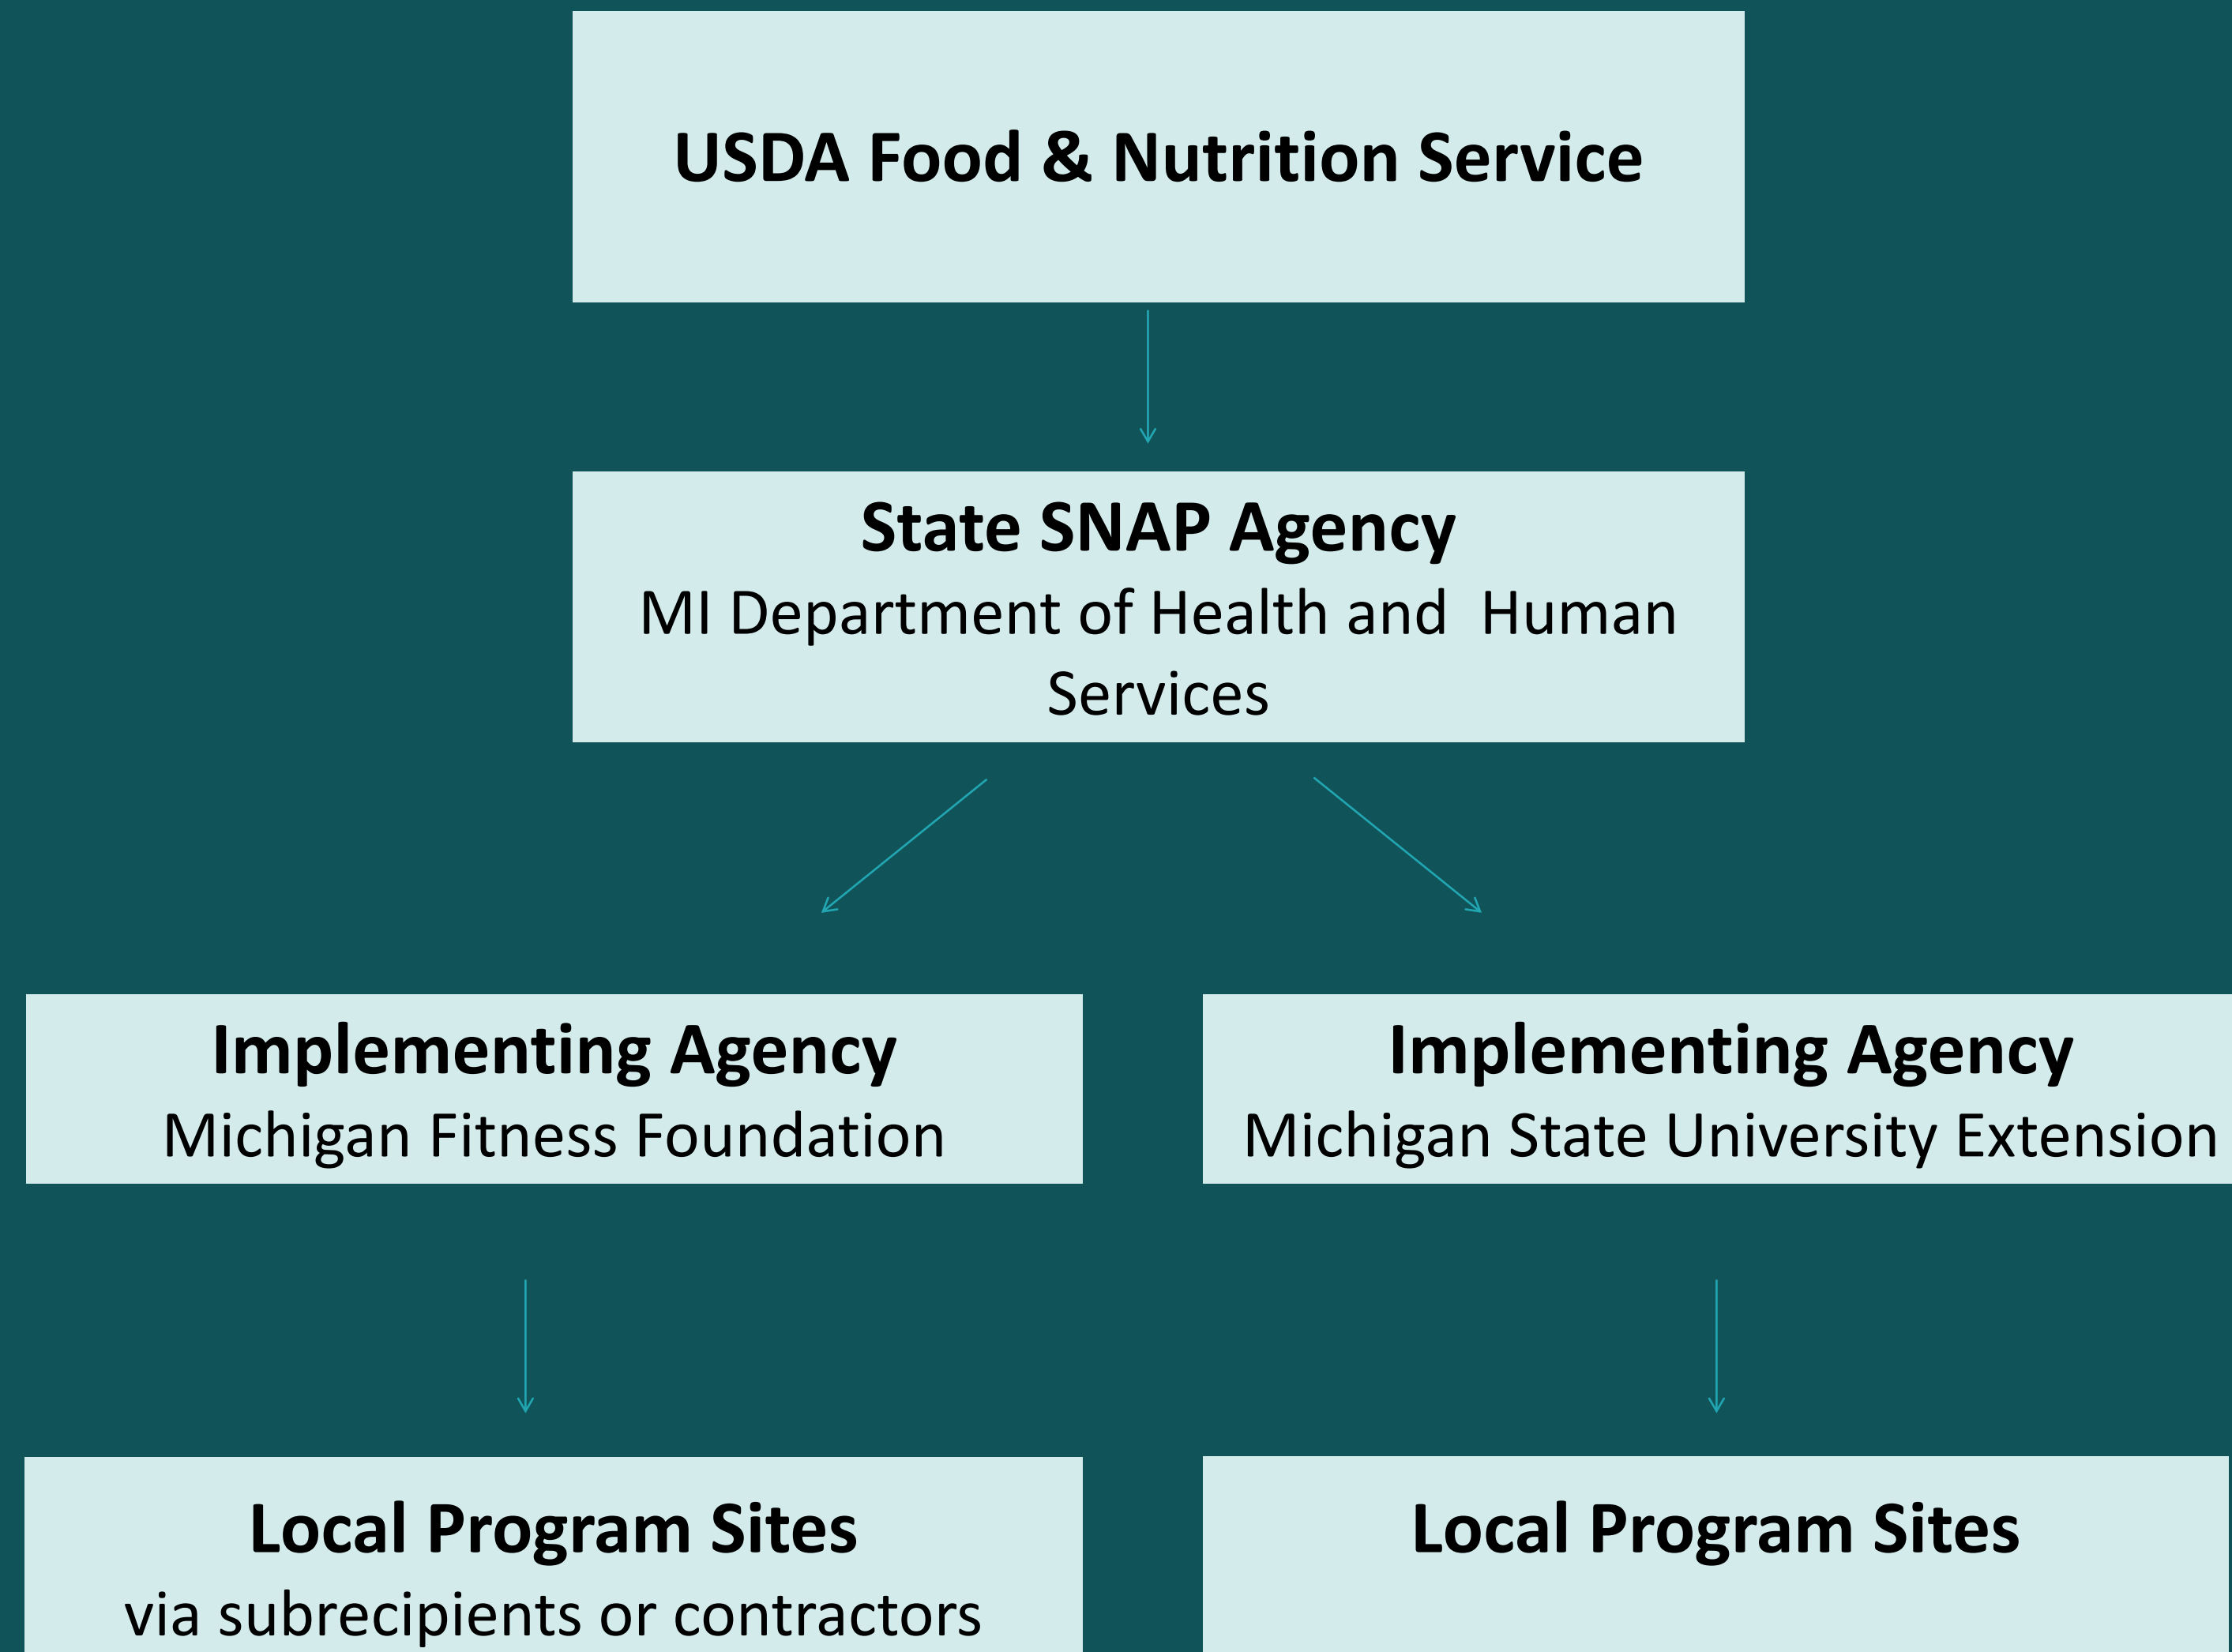 USDA Food & Nutrition Service
State SNAP Agency
MI Department of Health and  Human
Services
Implementing Agency
Michigan Fitness Foundation
Implementing Agency
Michigan State University Extension
Local Program Sites
via subrecipients or contractors
Local Program Sites